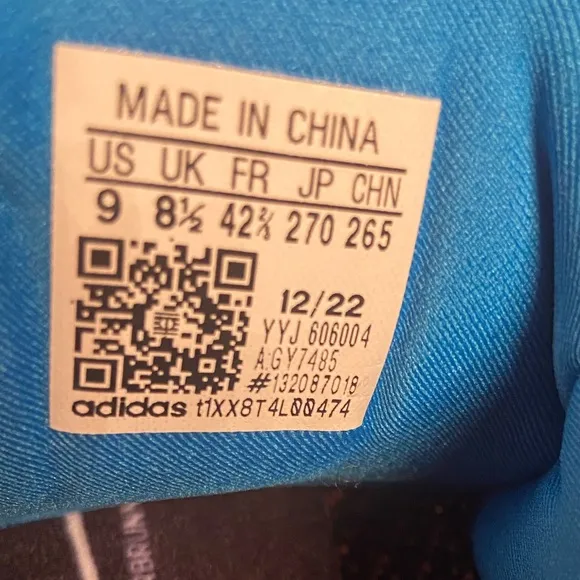 MADE IN CHINA
US UK FR JP CHN
9 8½ 42⅔ 270 265
12/22
YYJ 606004
A:GY7485
#132087018
adidas t1XX8T4L00474